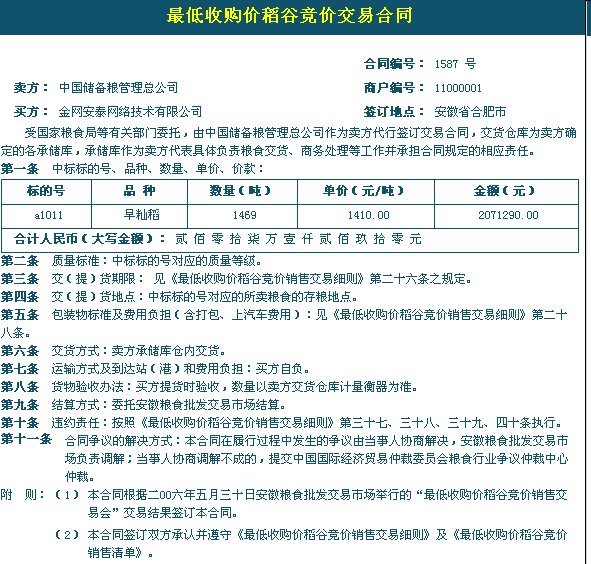 最低收购价稻谷竞价交易合同
合同编号： 1587 号
卖方： 中国储备粮管理总公司
商户编号： 11000001
买方： 金网安泰网络技术有限公司
签订地点： 安徽省合肥市
受国家粮食局等有关部门委托，由中国储备粮管理总公司作为卖方代行签订交易合同，交货仓库为卖方确
定的各承储库，承储库作为卖方代表具体负责粮食交货、商务处理等工作并承担合同规定的相应责任。
第一条 中标标的号、品种、数量、单价、价款：
标的号 品 种 数量（吨） 单价（元/吨） 金额（元）
a1011 早籼稻 1469 1410.00 2071290.00
合计人民币（大写金额）： 贰 佰 零 拾 柒 万 壹 仟 贰 佰 玖 拾 零 元
第二条 质量标准：中标标的号对应的质量等级。
第三条 交（提）货期限： 见《最低收购价稻谷竞价销售交易细则》第二十六条之规定。
第四条 交（提）货地点：中标标的号对应的所卖粮食的存粮地点。
第五条 包装物标准及费用负担（含打包、上汽车费用）：见《最低收购价稻谷竞价销售交易细则》第二十
八条。
第六条 交货方式：卖方承储库仓内交货。
第七条 运输方式及到达站（港）和费用负担：买方自负。
第八条 货物验收办法：买方提货时验收，数量以卖方交货仓库计量衡器为准。
第九条 结算方式：委托安徽粮食批发交易市场结算。
第十条 违约责任：按照《最低收购价稻谷竞价销售交易细则》第三十七、三十八、三十九、四十条执行。
第十一条 合同争议的解决方式：本合同在履行过程中发生的争议由当事人协商解决，安徽粮食批发交易市
场负责调解；当事人协商调解不成的，提交中国国际经济贸易仲裁委员会粮食行业争议仲裁中心
仲裁。
附 则：（1） 本合同根据二00六年五月三十日安徽粮食批发交易市场举行的“最低收购价稻谷竞价销售交
易会”交易结果签订本合同。
（2） 本合同签订双方承认并遵守《最低收购价稻谷竞价销售交易细则》及《最低收购价稻谷竞价
销售清单》。